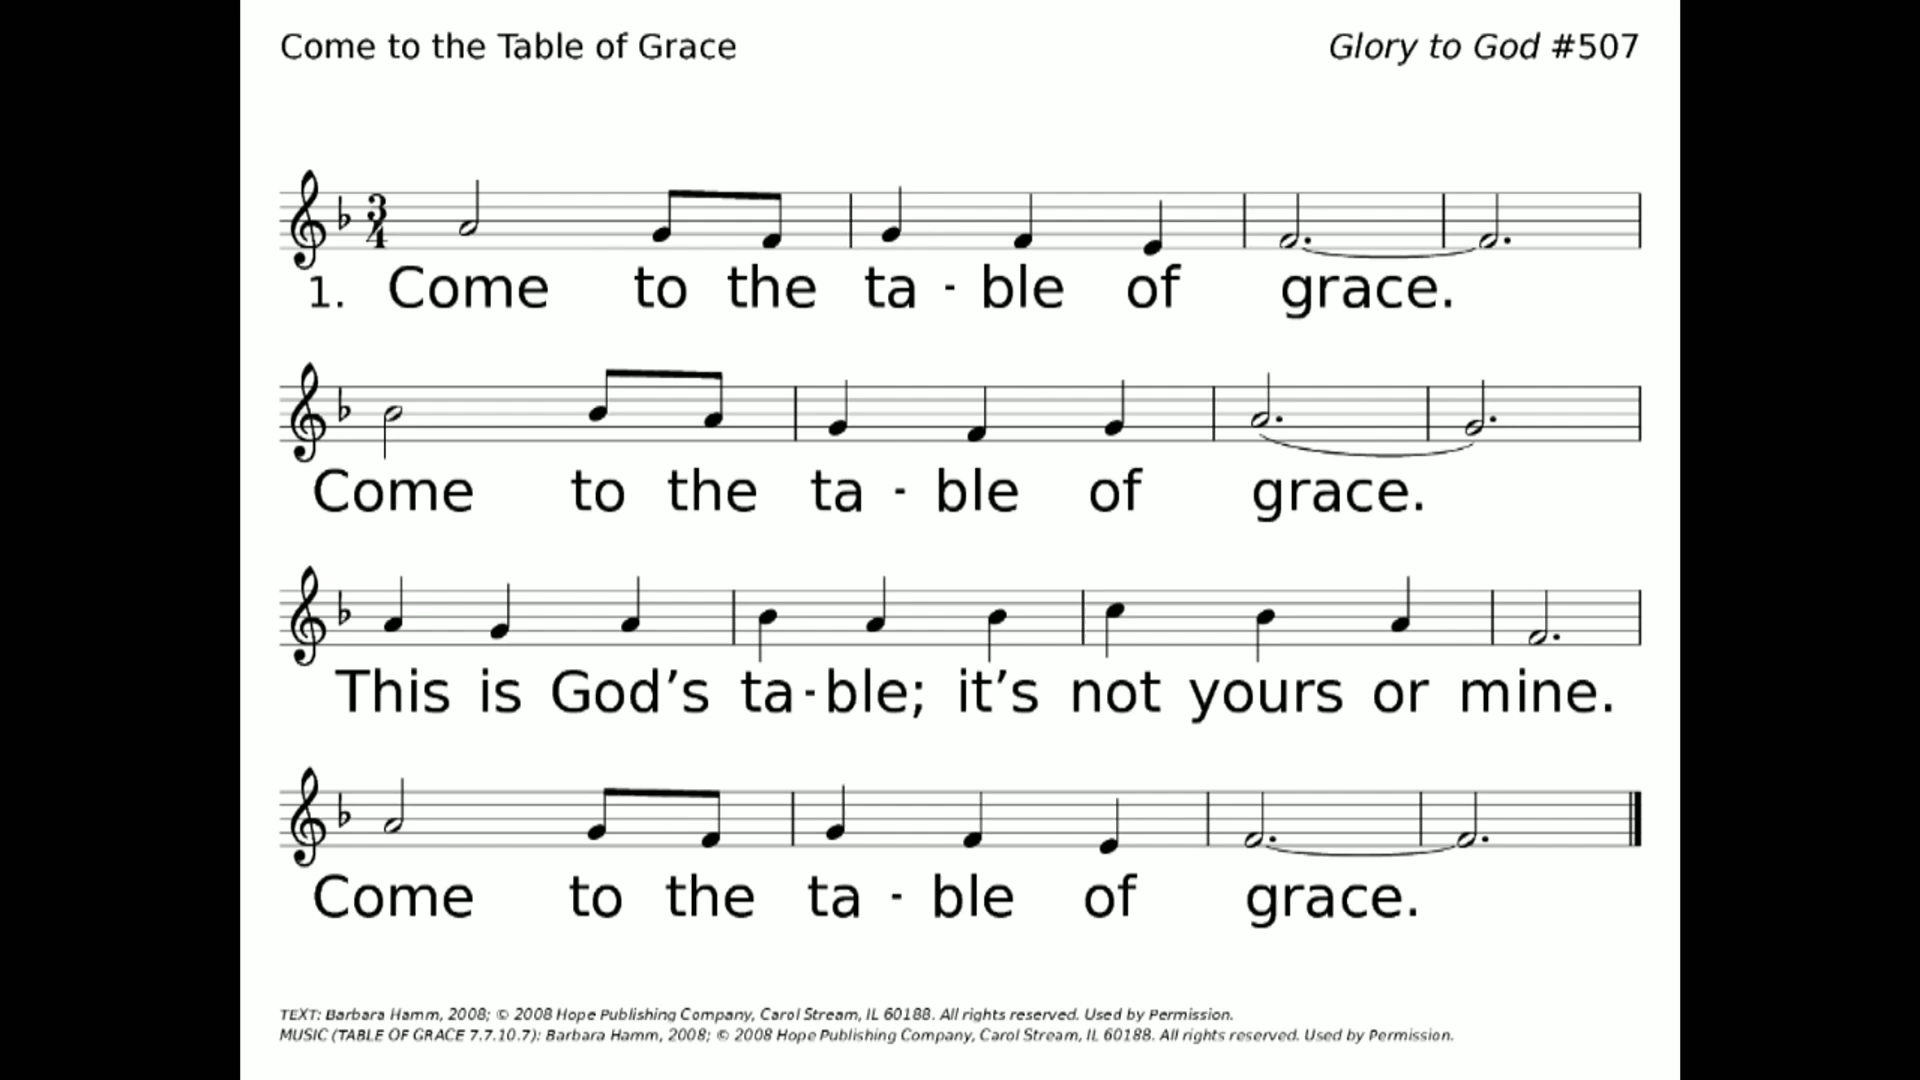 Come to the Table of Grace
Glory to God #507
1. Come to the ta - ble of grace.
Come to the ta - ble of grace.
This is God’s ta - ble; it’s not yours or mine.
Come to the ta - ble of grace.
TEXT: Barbara Hamm, 2008; © 2008 Hope Publishing Company, Carol Stream, IL 60188. All rights reserved. Used by Permission.
MUSIC (TABLE OF GRACE 7.7.10.7): Barbara Hamm, 2008; © 2008 Hope Publishing Company, Carol Stream, IL 60188. All rights reserved. Used by Permission.